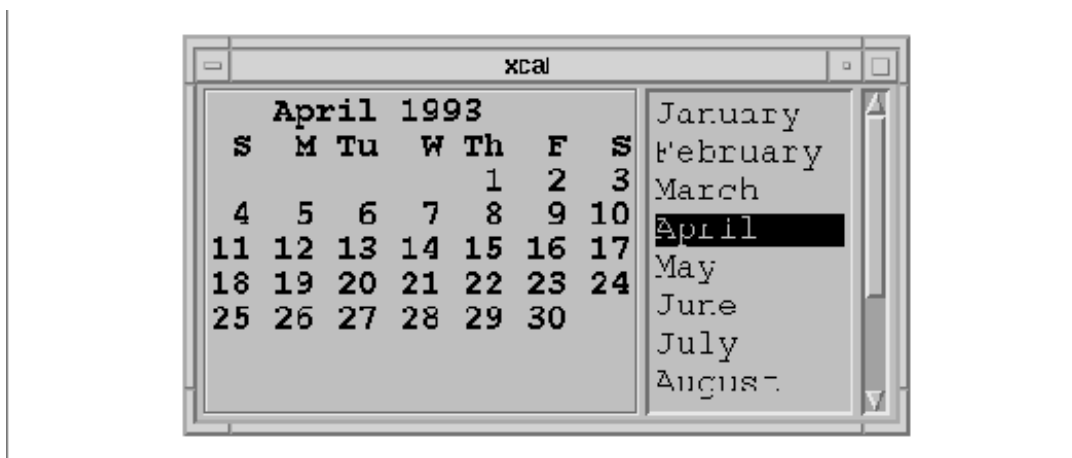 xcal
April 1993
S M Tu W Th F S
1 2 3
4 5 6 7 8 9 10
11 12 13 14 15 16 17
18 19 20 21 22 23 24
25 26 27 28 29 30
January
February
March
April
May
June
July
August